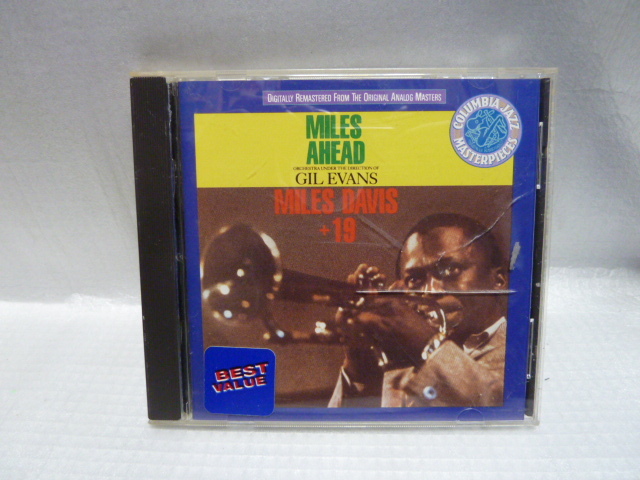 DIGITALLY REMASTERED FROM THE ORIGINAL ANALOG MASTERS
COLUMBIA JAZZ
MASTERPIECES
MILES
AHEAD
ORCHESTRA UNDER THE DIRECTION OF
GIL EVANS
MILES DAVIS
+19
BEST
VALUE